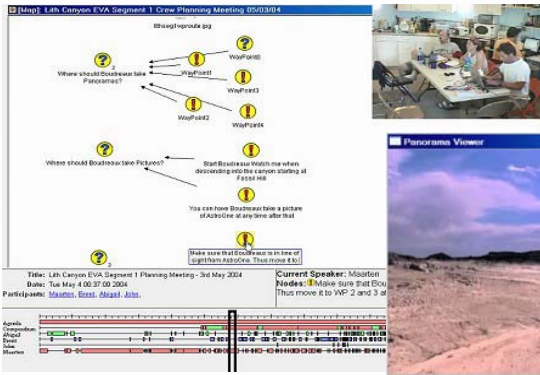 [Map]: Lith Canyon EVA Segment 1 Crew Planning Meeting 05/03/04
lithseg1wproute.jpg
WayPoint0
2
Where should Boudreaux take
Panoramas?
WayPoint1
WayPoint3
WayPoint2
WayPoint4
Where should Boudreaux take Pictures?
Start Boudreaux Watch me when
descending into the canyon starting at
Fossil Hill
You can have Boudreaux take a picture
of AstroOne at any time after that
Make sure that Boudreaux is in line of
sight from AstroOne. Thus move it to
2
Panorama Viewer
Title: Lith Canyon EVA Segment 1 Planning Meeting - 3rd May 2004
Date: Tue May 4 00:37:00 2004
Participants: Maarten, Brent, Abigail, John,
Current Speaker: Maarten
Nodes: Make sure that Bou
Thus move it to WP 2 and 3 at
Agenda
Compendium
Abigail
Brent
John
Maarten